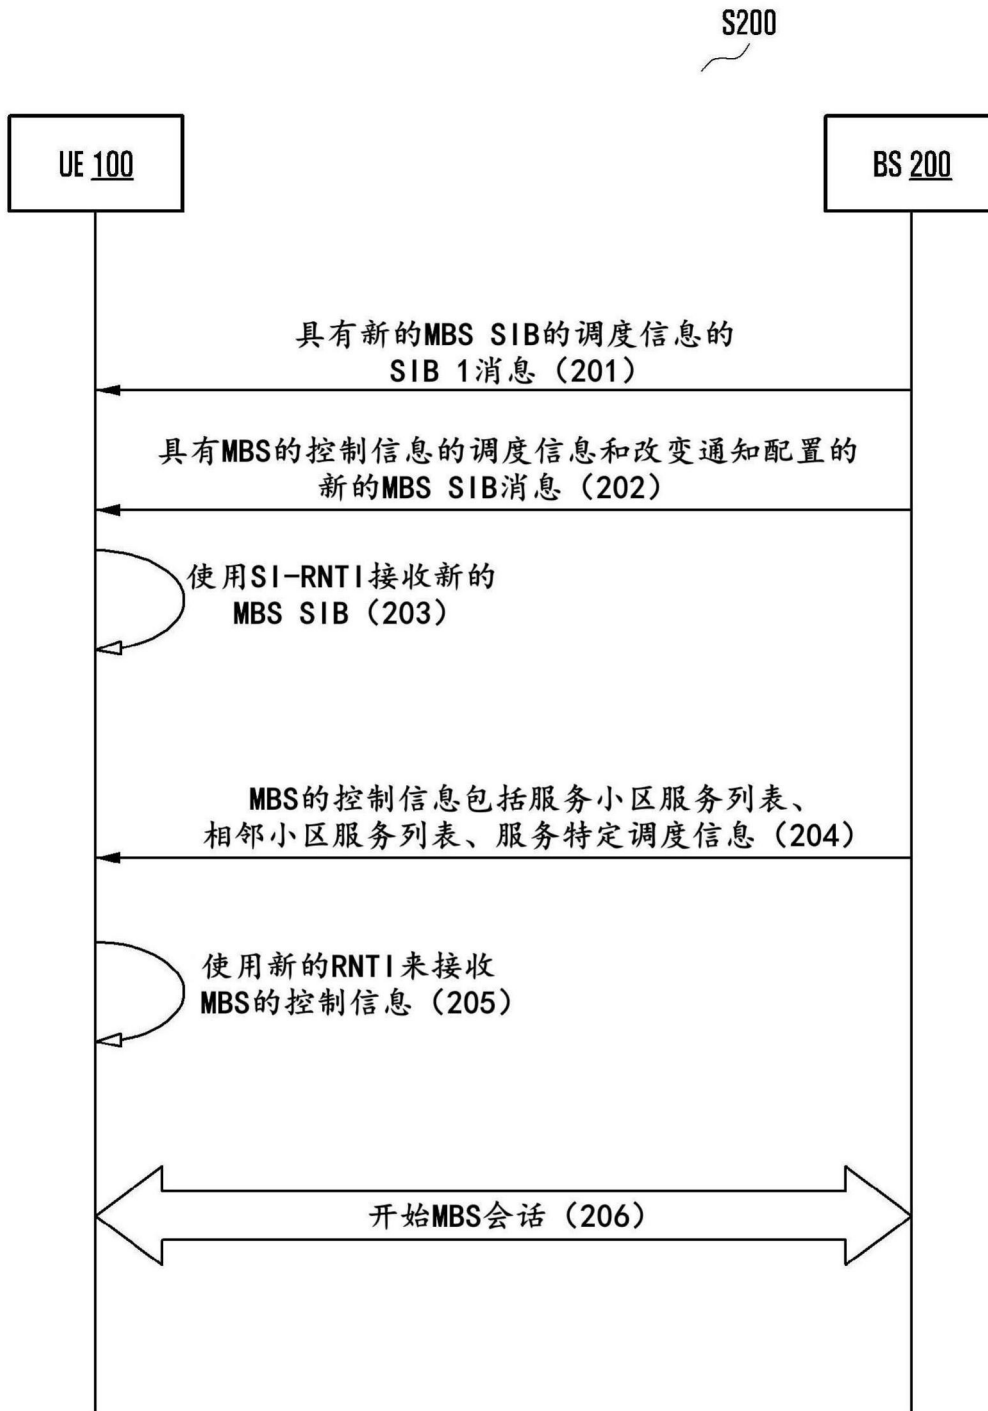 S200
UE 100
BS 200
具有新的MBS SIB的调度信息的
SIB 1消息（201）
具有MBS的控制信息的调度信息和改变通知配置的
新的MBS SIB消息（202）
使用SI-RNTI接收新的
MBS SIB（203）
MBS的控制信息包括服务小区服务列表、
相邻小区服务列表、服务特定调度信息（204）
使用新的RNTI来接收
MBS的控制信息（205）
开始MBS会话（206）